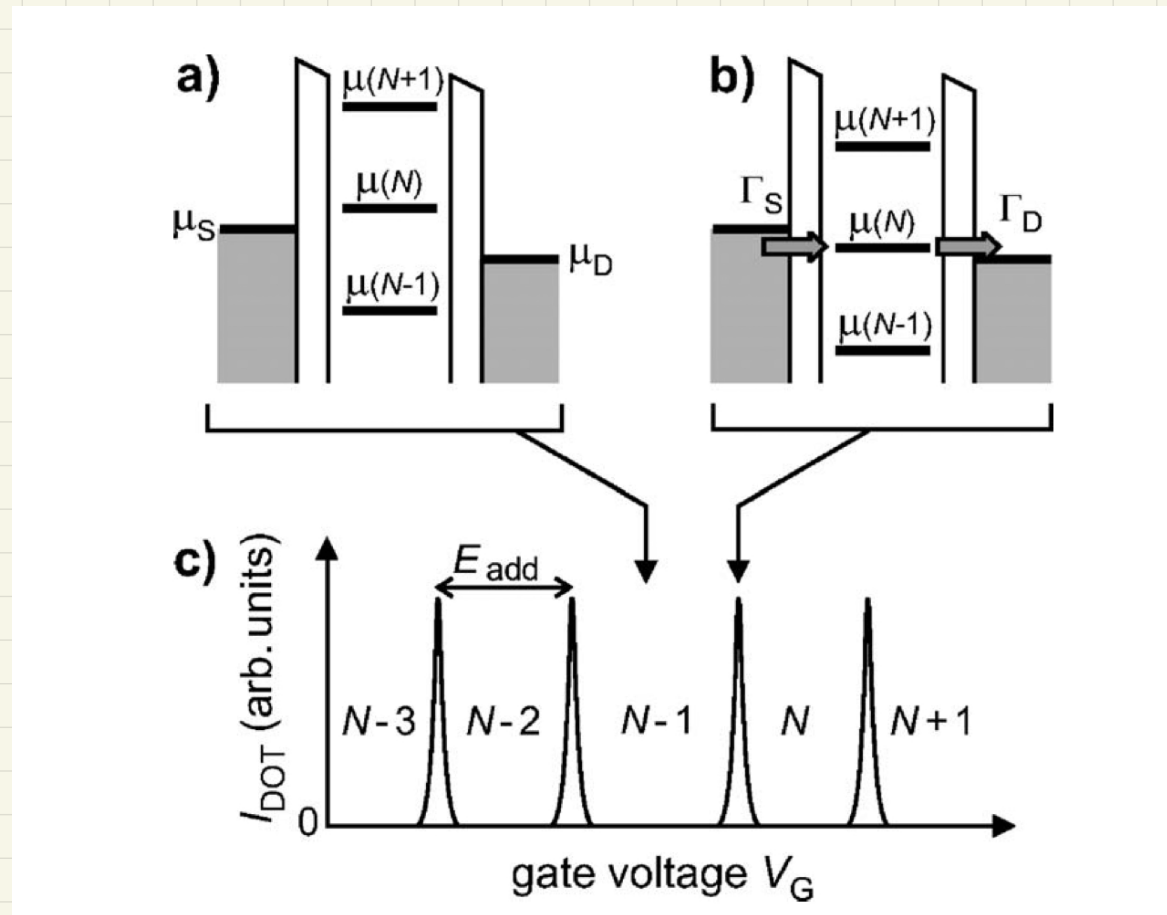 a)
μ(N+1)
μ(N)
μS
μD
μ(N-1)
b)
μ(N+1)
ΓS
μ(N)
ΓD
μ(N-1)
c)
IDOT (arb. units)
Eadd
N-3
N-2
N-1
N
N+1
0
gate voltage VG